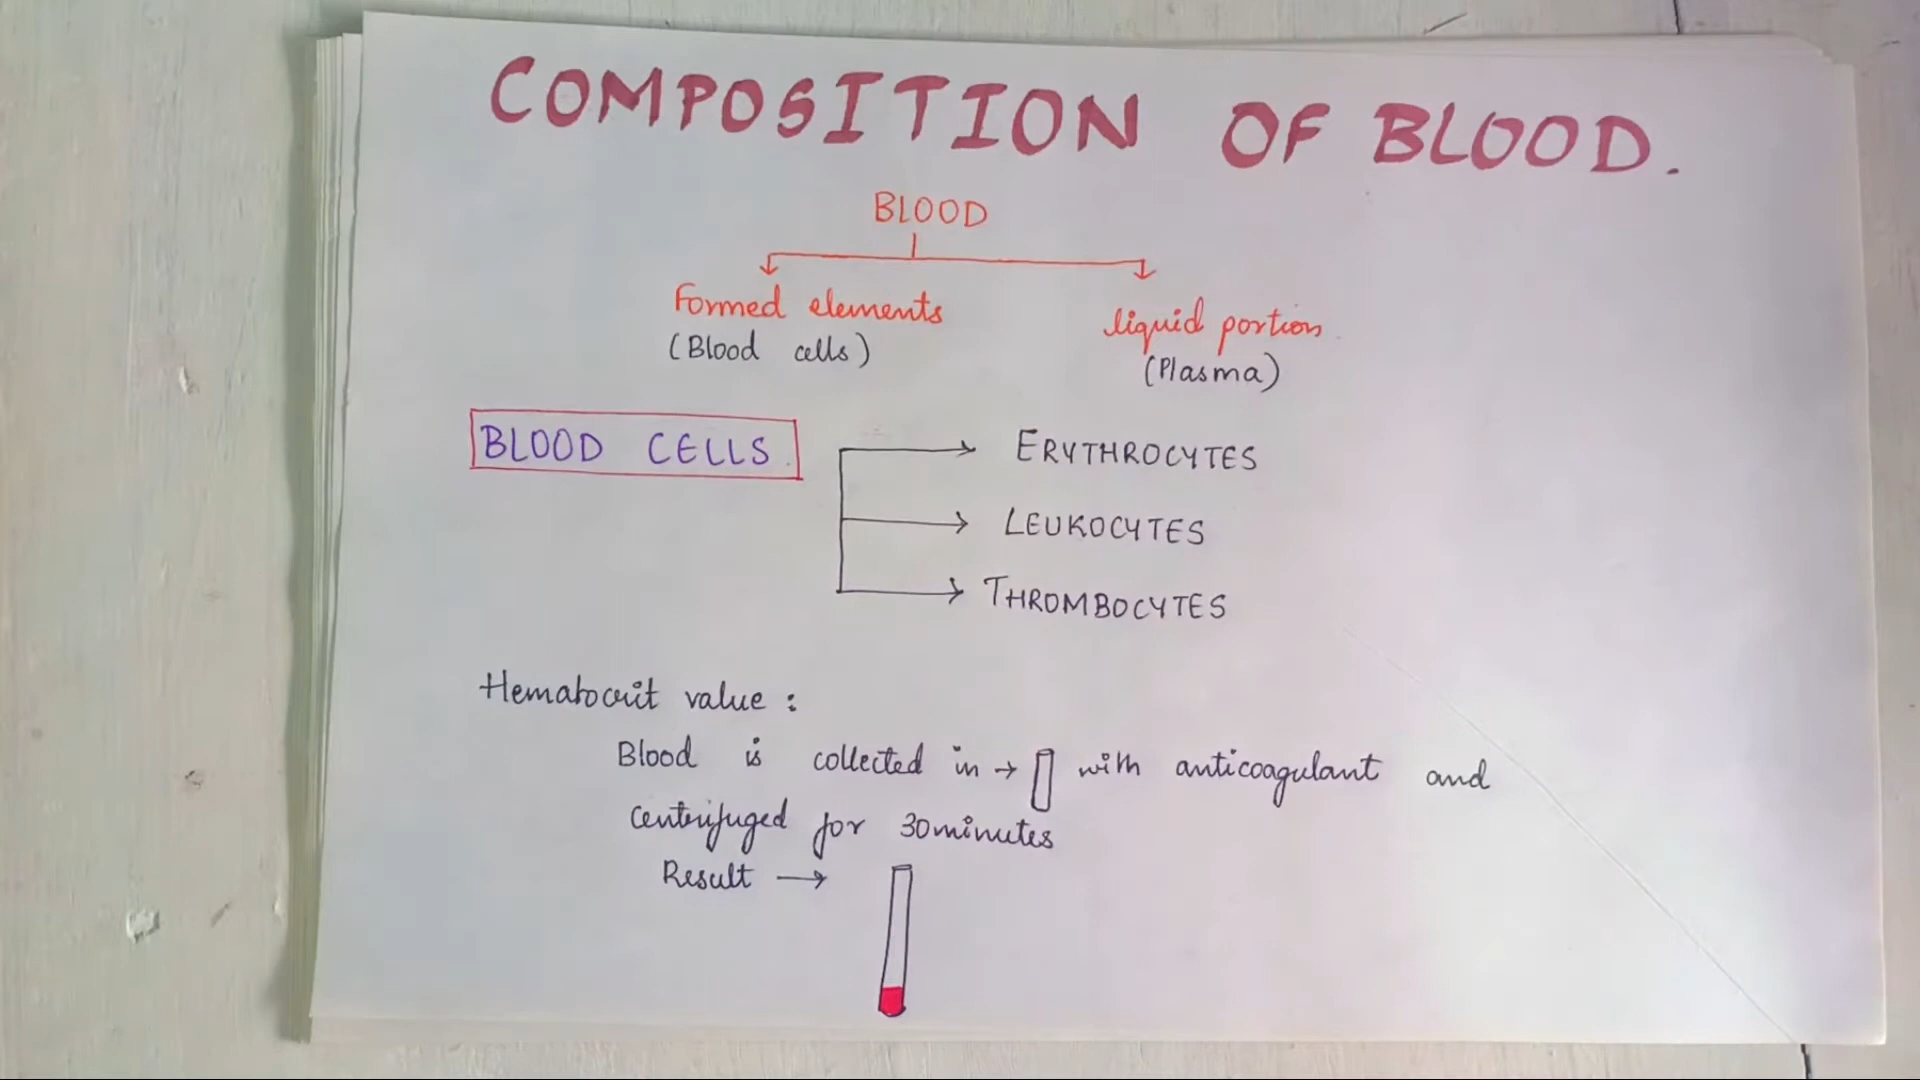 COMPOSITION OF BLOOD.
BLOOD
Formed elements liquid portion
(Blood cells) (Plasma)
BLOOD CELLS. ERYTHROCYTES
LEUKOCYTES
THROMBOCYTES
Hematocrit value :
Blood is collected in → with anticoagulant and
centrifuged for 30minutes
Result →